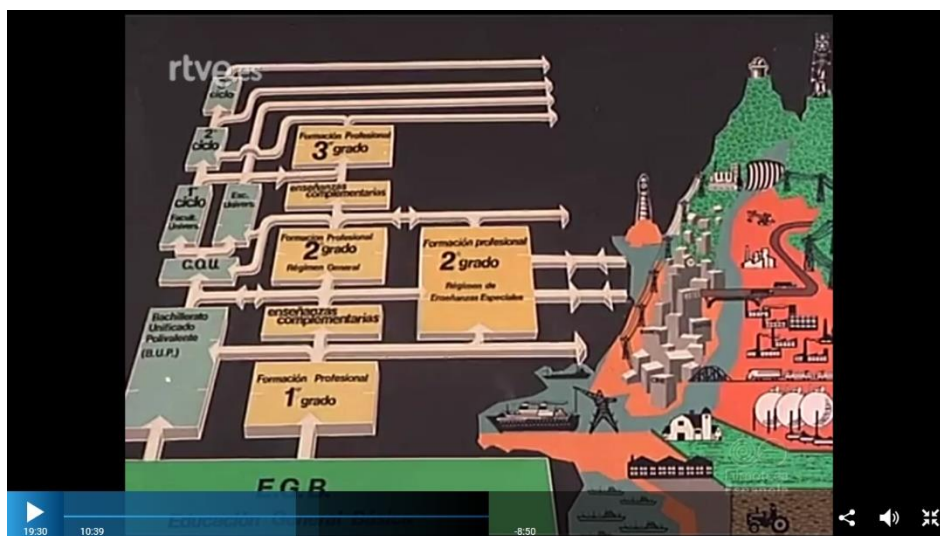 rtve.es
ciclo
2º
ciclo
1er
ciclo
Facult.
Univers.
Esc.
Univers.
C.O.U.
Bachillerato
Unificado
Polivalente
(B.U.P.)
Formación Profesional
3er grado
enseñanzas
complementarias
Formación Profesional
2º grado
Régimen General
enseñanzas
complementarias
Formación Profesional
1er grado
Formación profesional
2º grado
Régimen de
Enseñanzas Especiales
E.G.B.
Educación General Básica
19:30
10:39
-8:50